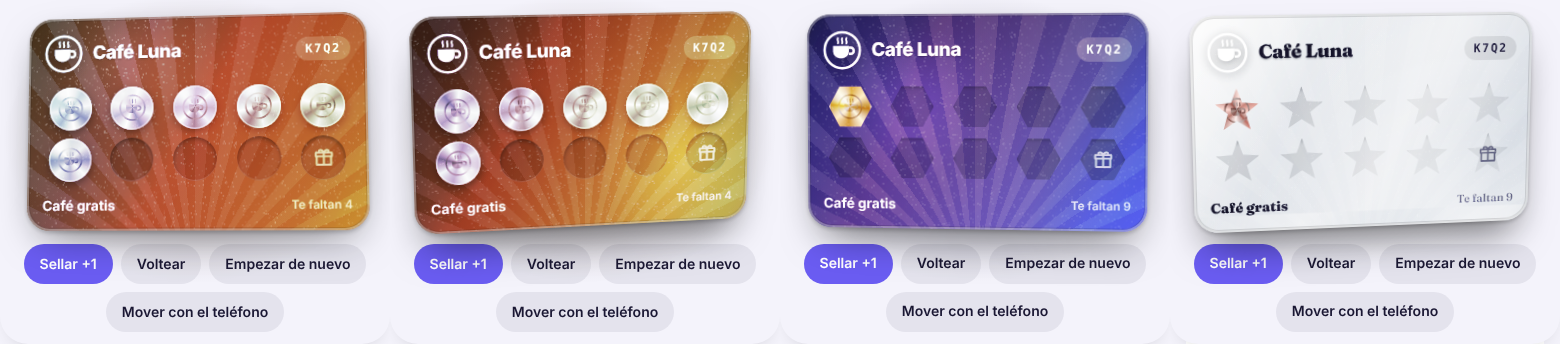 Café Luna
K7Q2
Café gratis
Te faltan 4
Sellar +1
Voltear
Empezar de nuevo
Mover con el teléfono
Café Luna
K7Q2
Café gratis
Te faltan 4
Sellar +1
Voltear
Empezar de nuevo
Mover con el teléfono
Café Luna
K7Q2
Café gratis
Te faltan 9
Sellar +1
Voltear
Empezar de nuevo
Mover con el teléfono
Café Luna
K7Q2
Café gratis
Te faltan 9
Sellar +1
Voltear
Empezar de nuevo
Mover con el teléfono